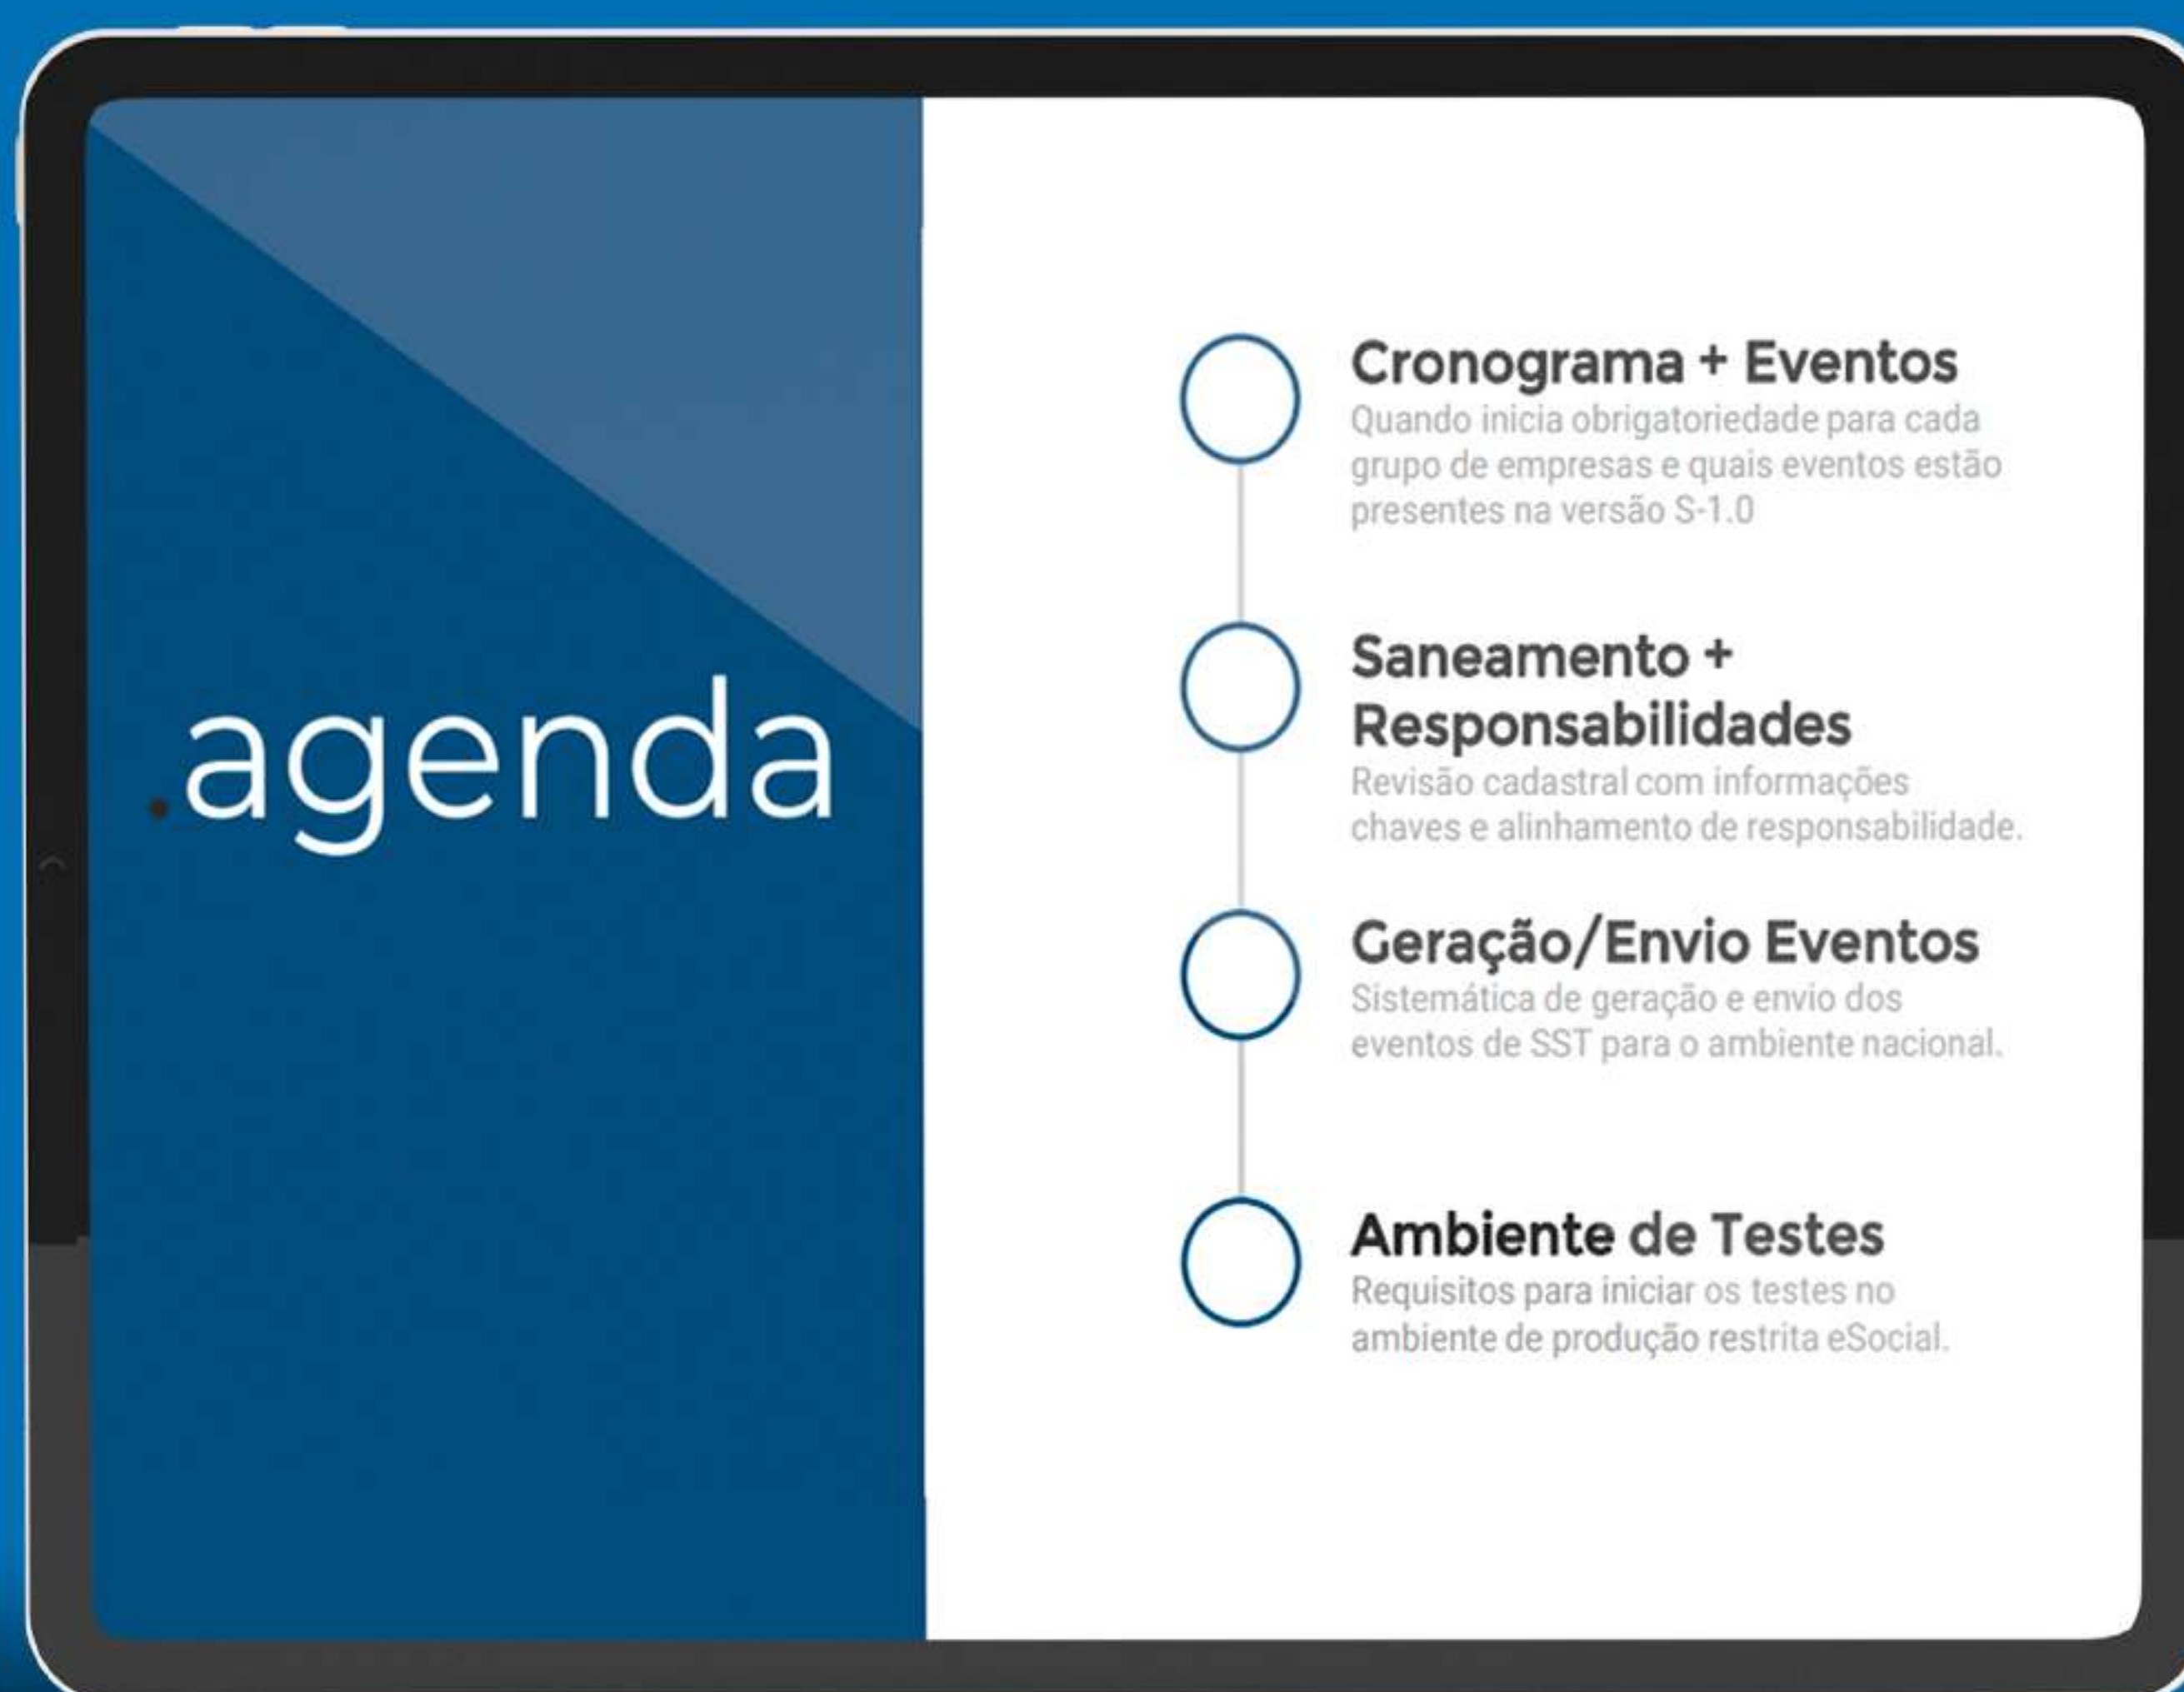 .agenda
Cronograma + Eventos
Quando inicia obrigatoriedade para cada
grupo de empresas e quais eventos estão
presentes na versão S-1.0
Saneamento +
Responsabilidades
Revisão cadastral com informações
chaves e alinhamento de responsabilidade.
Geração/Envio Eventos
Sistemática de geração e envio dos
eventos de SST para o ambiente nacional.
Ambiente de Testes
Requisitos para iniciar os testes no
ambiente de produção restrita eSocial.